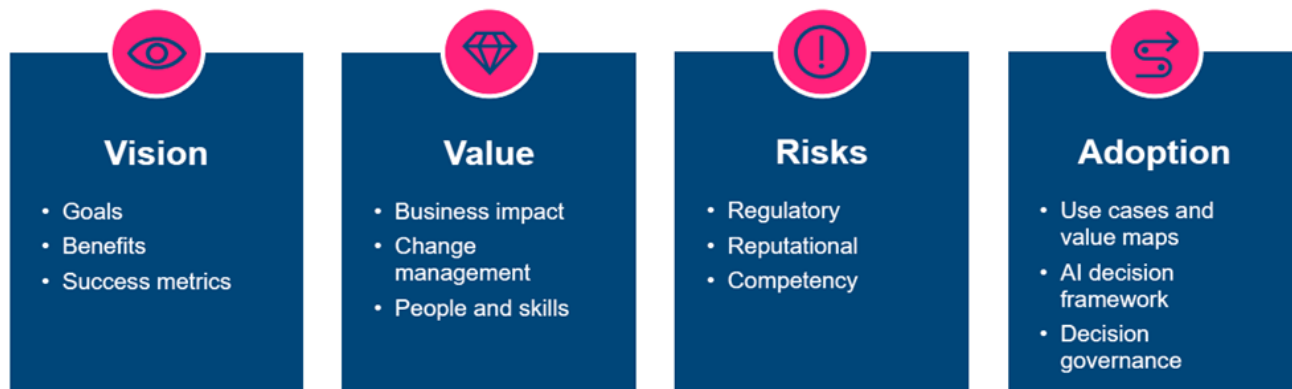 Vision
• Goals
• Benefits
• Success metrics
Value
• Business impact
• Change
management
• People and skills
Risks
• Regulatory
• Reputational
• Competency
Adoption
• Use cases and
value maps
• AI decision
framework
• Decision
governance